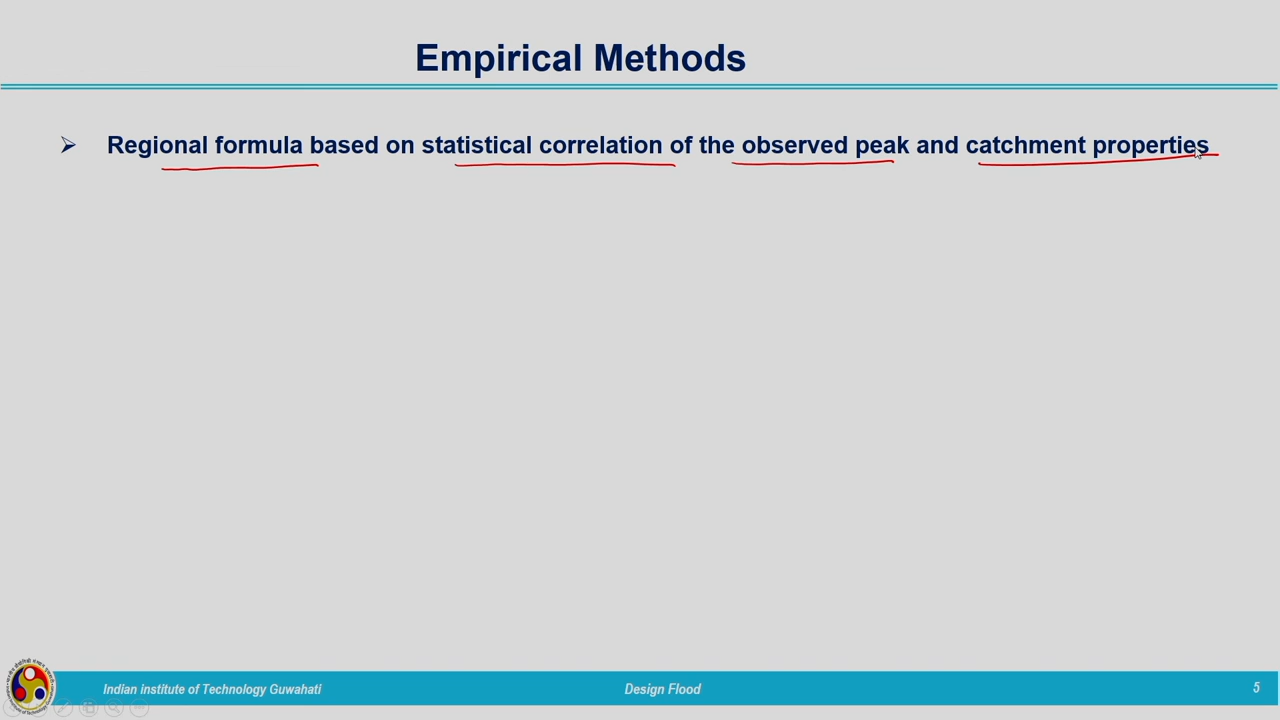 Empirical Methods
Regional formula based on statistical correlation of the observed peak and catchment properties
Indian institute of Technology Guwahati
Design Flood
5